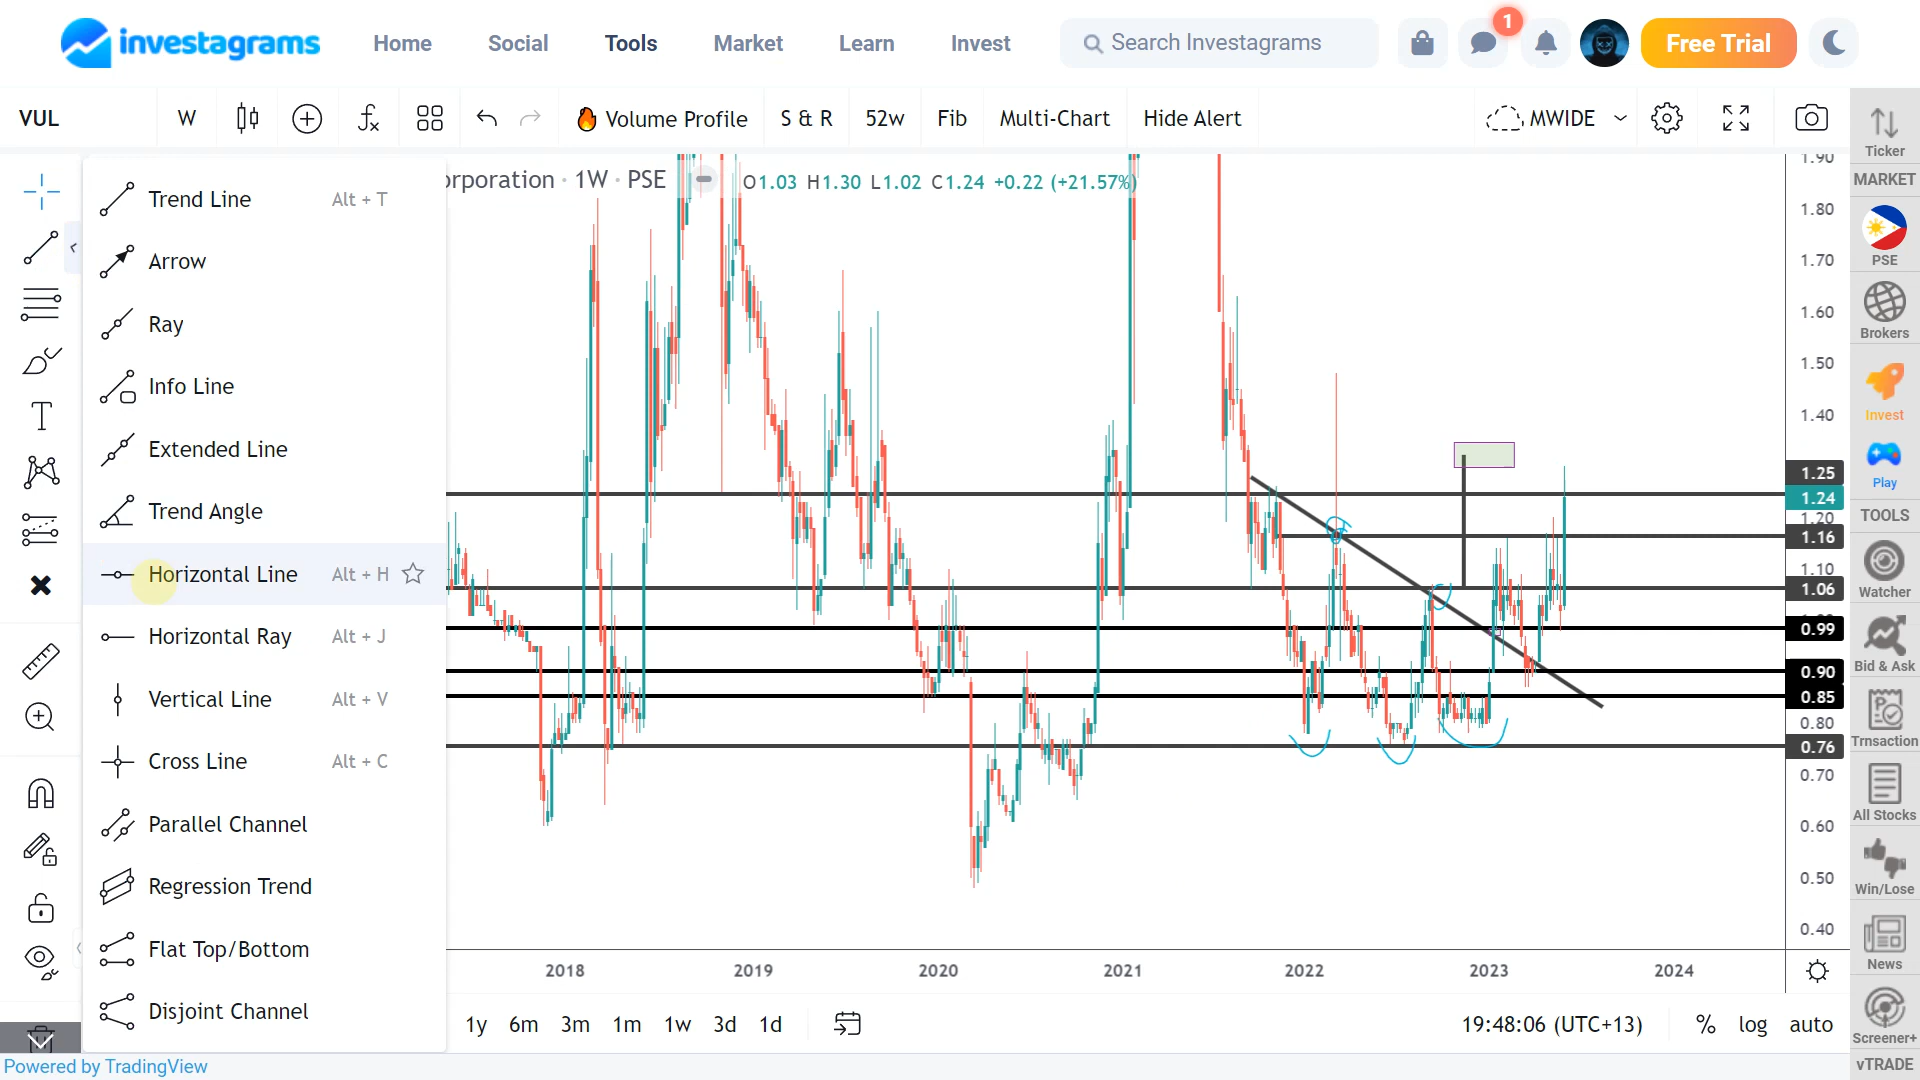 investagrams Home Social Tools Market Learn Invest Search Investagrams 1 Free Trial
VUL W Volume Profile S & R 52w Fib Multi-Chart Hide Alert MWIDE
Ticker
MARKET
PSE
Brokers
Invest
Play
TOOLS
Watcher
Bid & Ask
Trnsaction
All Stocks
Win/Lose
News
Screener+
vTRADE
Trend Line Alt + T
Arrow
Ray
Info Line
Extended Line
Trend Angle
Horizontal Line Alt + H
Horizontal Ray Alt + J
Vertical Line Alt + V
Cross Line Alt + C
Parallel Channel
Regression Trend
Flat Top/Bottom
Disjoint Channel
orporation · 1W · PSE O1.03 H1.30 L1.02 C1.24 +0.22 (+21.57%)
1.90
1.80
1.70
1.60
1.50
1.40
1.25
1.24
1.20
1.16
1.10
1.06
0.99
0.90
0.85
0.80
0.76
0.70
0.60
0.50
0.40
2018 2019 2020 2021 2022 2023 2024
1y 6m 3m 1m 1w 3d 1d 19:48:06 (UTC+13) % log auto
Powered by TradingView